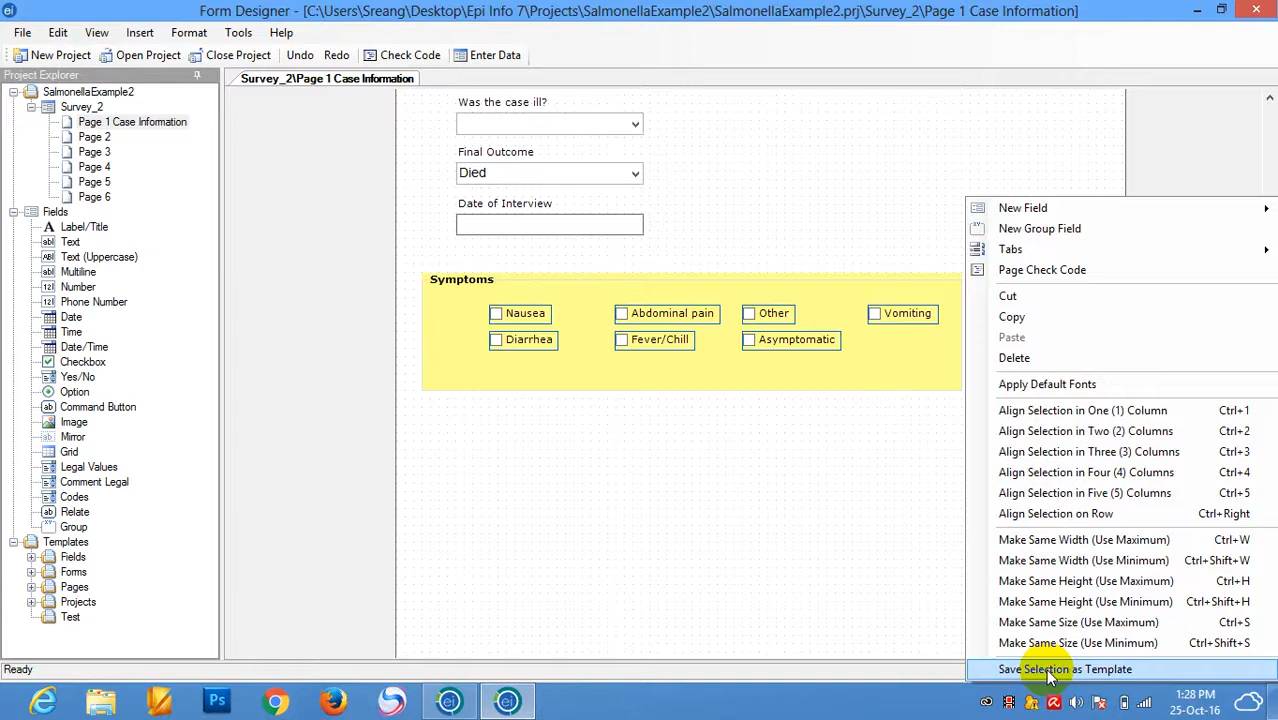 Form Designer - [C:\Users\Sreang\Desktop\Epi Info 7\Projects\SalmonellaExample2\SalmonellaExample2.prj\Survey_2\Page 1 Case Information]
File Edit View Insert Format Tools Help
New Project Open Project Close Project Undo Redo Check Code Enter Data
Project Explorer
SalmonellaExample2
Survey_2
Page 1 Case Information
Page 2
Page 3
Page 4
Page 5
Page 6
Fields
Label/Title
Text
Text (Uppercase)
Multiline
Number
Phone Number
Date
Time
Date/Time
Checkbox
Yes/No
Option
Command Button
Image
Mirror
Grid
Legal Values
Comment Legal
Codes
Relate
Group
Templates
Fields
Forms
Pages
Projects
Test
Survey_2\Page 1 Case Information
Was the case ill?
Final Outcome
Died
Date of Interview
Symptoms
Nausea Abdominal pain Other Vomiting
Diarrhea Fever/Chill Asymptomatic
New Field
New Group Field
Tabs
Page Check Code
Cut
Copy
Paste
Delete
Apply Default Fonts
Align Selection in One (1) Column Ctrl+1
Align Selection in Two (2) Columns Ctrl+2
Align Selection in Three (3) Columns Ctrl+3
Align Selection in Four (4) Columns Ctrl+4
Align Selection in Five (5) Columns Ctrl+5
Align Selection on Row Ctrl+Right
Make Same Width (Use Maximum) Ctrl+W
Make Same Width (Use Minimum) Ctrl+Shift+W
Make Same Height (Use Maximum) Ctrl+H
Make Same Height (Use Minimum) Ctrl+Shift+H
Make Same Size (Use Maximum) Ctrl+S
Make Same Size (Use Minimum) Ctrl+Shift+S
Save Selection as Template
Ready
Ps
1:28 PM
25-Oct-16